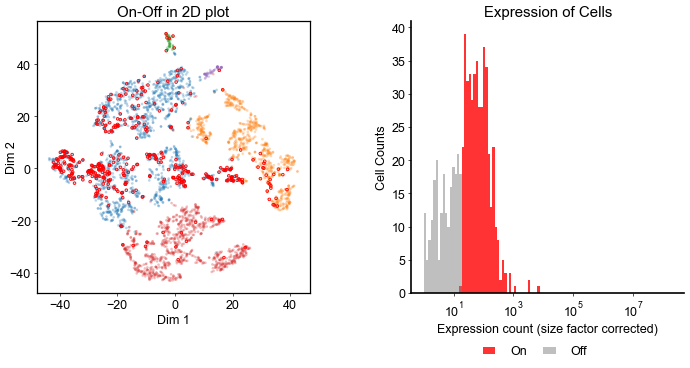 On-Off in 2D plot
40
20
0
−20
−40
−40 −20 0 20 40
Dim 1
Dim 2
Expression of Cells
40
35
30
25
20
15
10
5
0
10^1 10^3 10^5 10^7
Cell Counts
Expression count (size factor corrected)
On Off